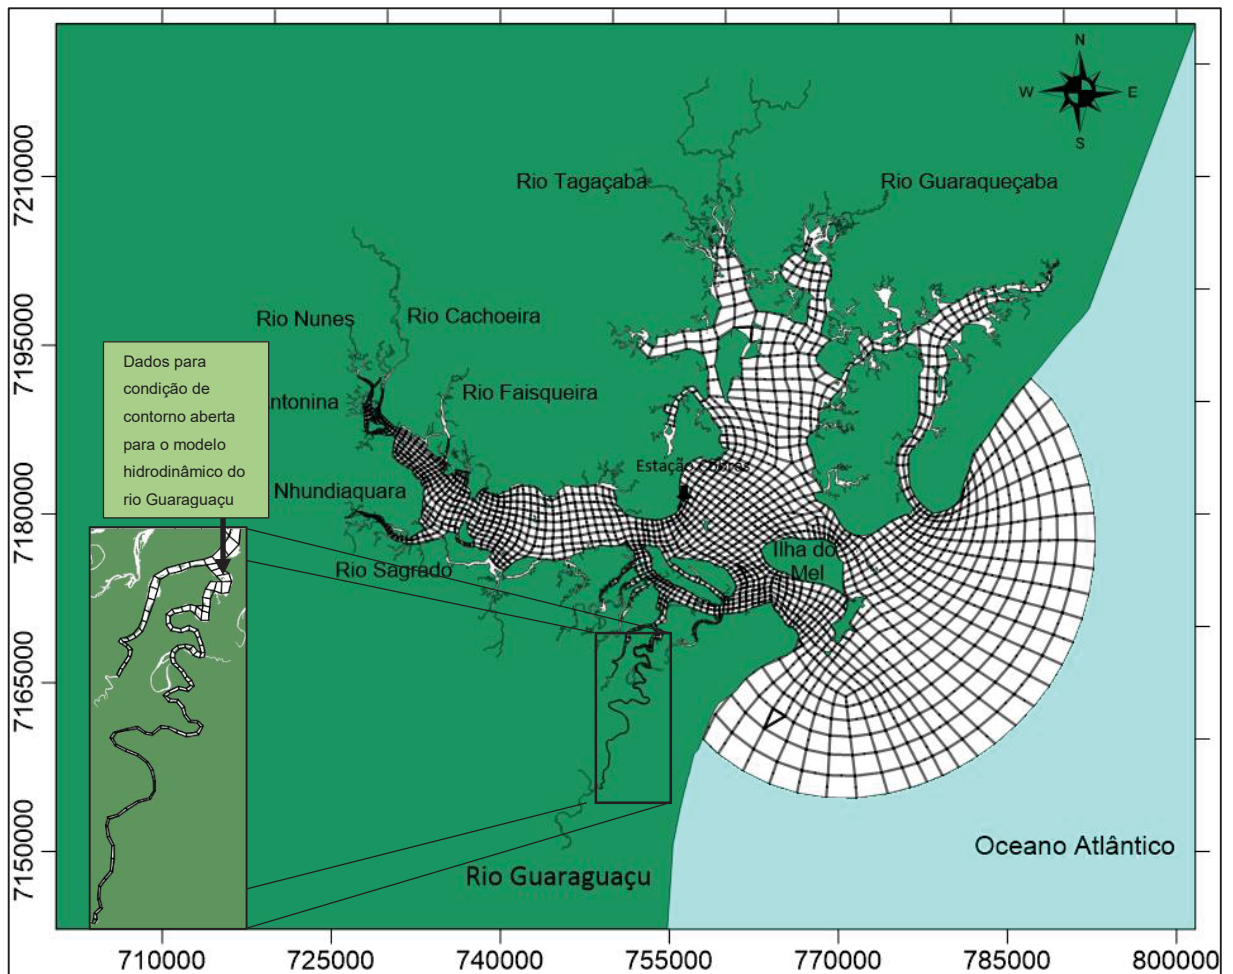 N
W E
S
7210000
Rio Tagaçaba
Rio Guaraqueçaba
7195000
Rio Nunes
Rio Cachoeira
Dados para
condição de
contorno aberta
para o modelo
hidrodinâmico do
rio Guaraguaçu
ntonina
Rio Faisqueira
Estação
7180000
Nhundiaquara
Ilha do
Mel
Rio Sagrado
7165000
7150000
Oceano Atlântico
Rio Guaraguaçu
710000 725000 740000 755000 770000 785000 800000